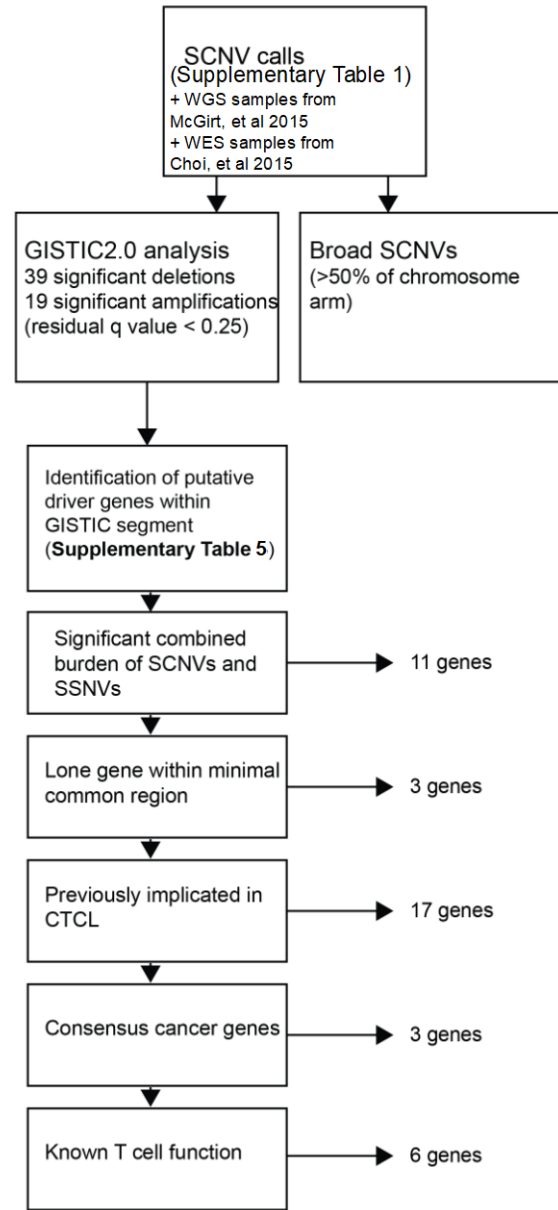 SCNV calls
(Supplementary Table 1)
+ WGS samples from
McGirt, et al 2015
+ WES samples from
Choi, et al 2015
GISTIC2.0 analysis
39 significant deletions
19 significant amplifications
(residual q value < 0.25)
Broad SCNVs
(>50% of chromosome
arm)
Identification of putative
driver genes within
GISTIC segment
(Supplementary Table 5)
Significant combined
burden of SCNVs and
SSNVs
11 genes
Lone gene within minimal
common region
3 genes
Previously implicated in
CTCL
17 genes
Consensus cancer genes
3 genes
Known T cell function
6 genes